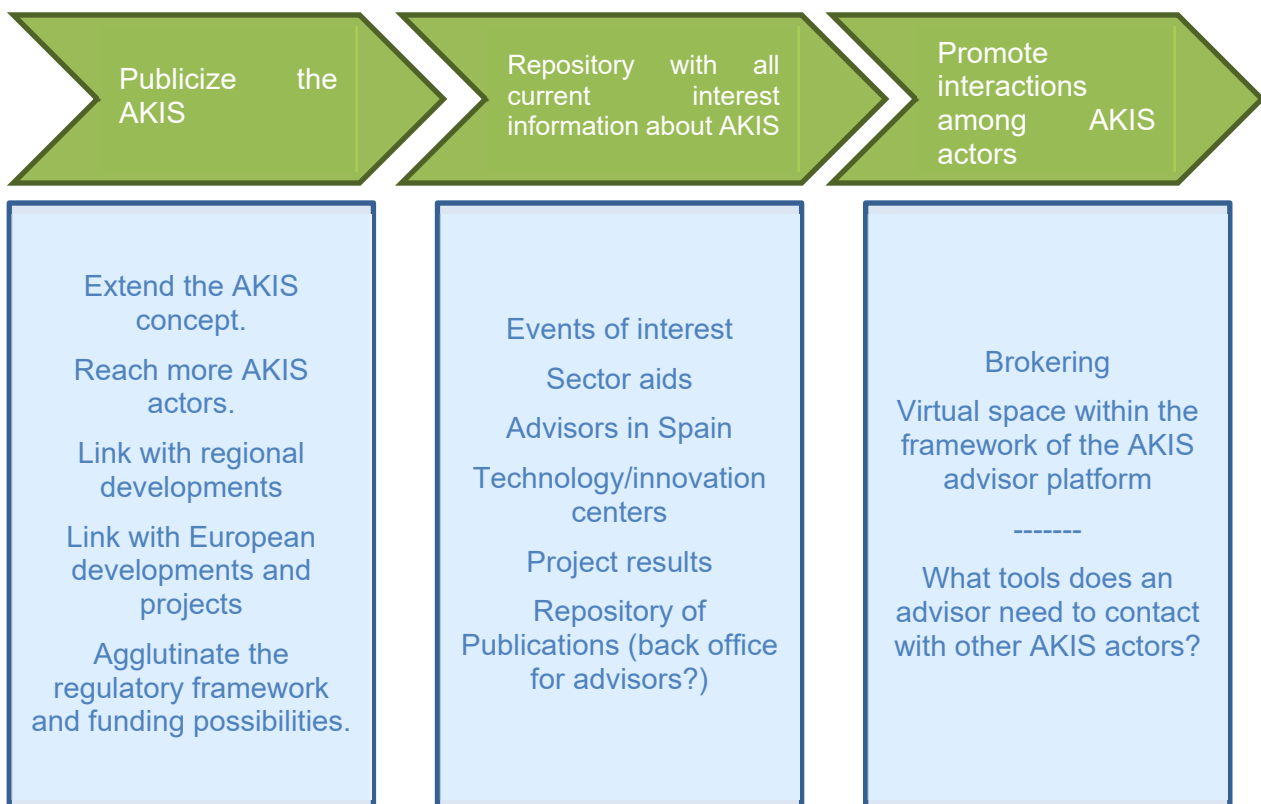 Publicize the
AKIS
Repository with all
current interest
information about AKIS
Promote
interactions
among AKIS
actors
Extend the AKIS
concept.
Reach more AKIS
actors.
Link with regional
developments
Link with European
developments and
projects
Agglutinate the
regulatory framework
and funding possibilities.
Events of interest
Sector aids
Advisors in Spain
Technology/innovation
centers
Project results
Repository of
Publications (back office
for advisors?)
Brokering
Virtual space within the
framework of the AKIS
advisor platform
-------
What tools does an
advisor need to contact
with other AKIS actors?